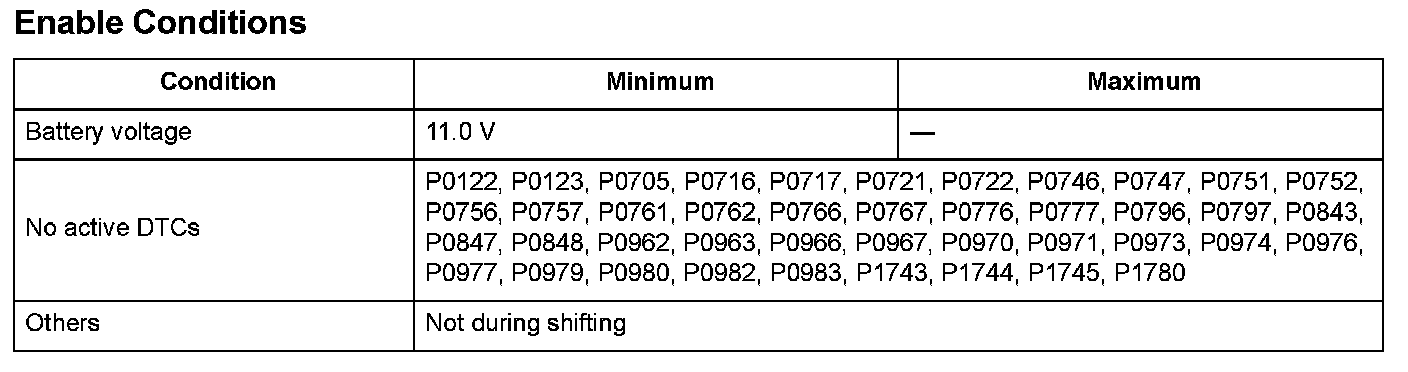 Enable Conditions
Condition Minimum Maximum
Battery voltage 11.0 V —
No active DTCs
P0122, P0123, P0705, P0716, P0717, P0721, P0722, P0746, P0747, P0751, P0752,
P0756, P0757, P0761, P0762, P0766, P0767, P0776, P0777, P0796, P0797, P0843,
P0847, P0848, P0962, P0963, P0966, P0967, P0970, P0971, P0973, P0974, P0976,
P0977, P0979, P0980, P0982, P0983, P1743, P1744, P1745, P1780
Others Not during shifting